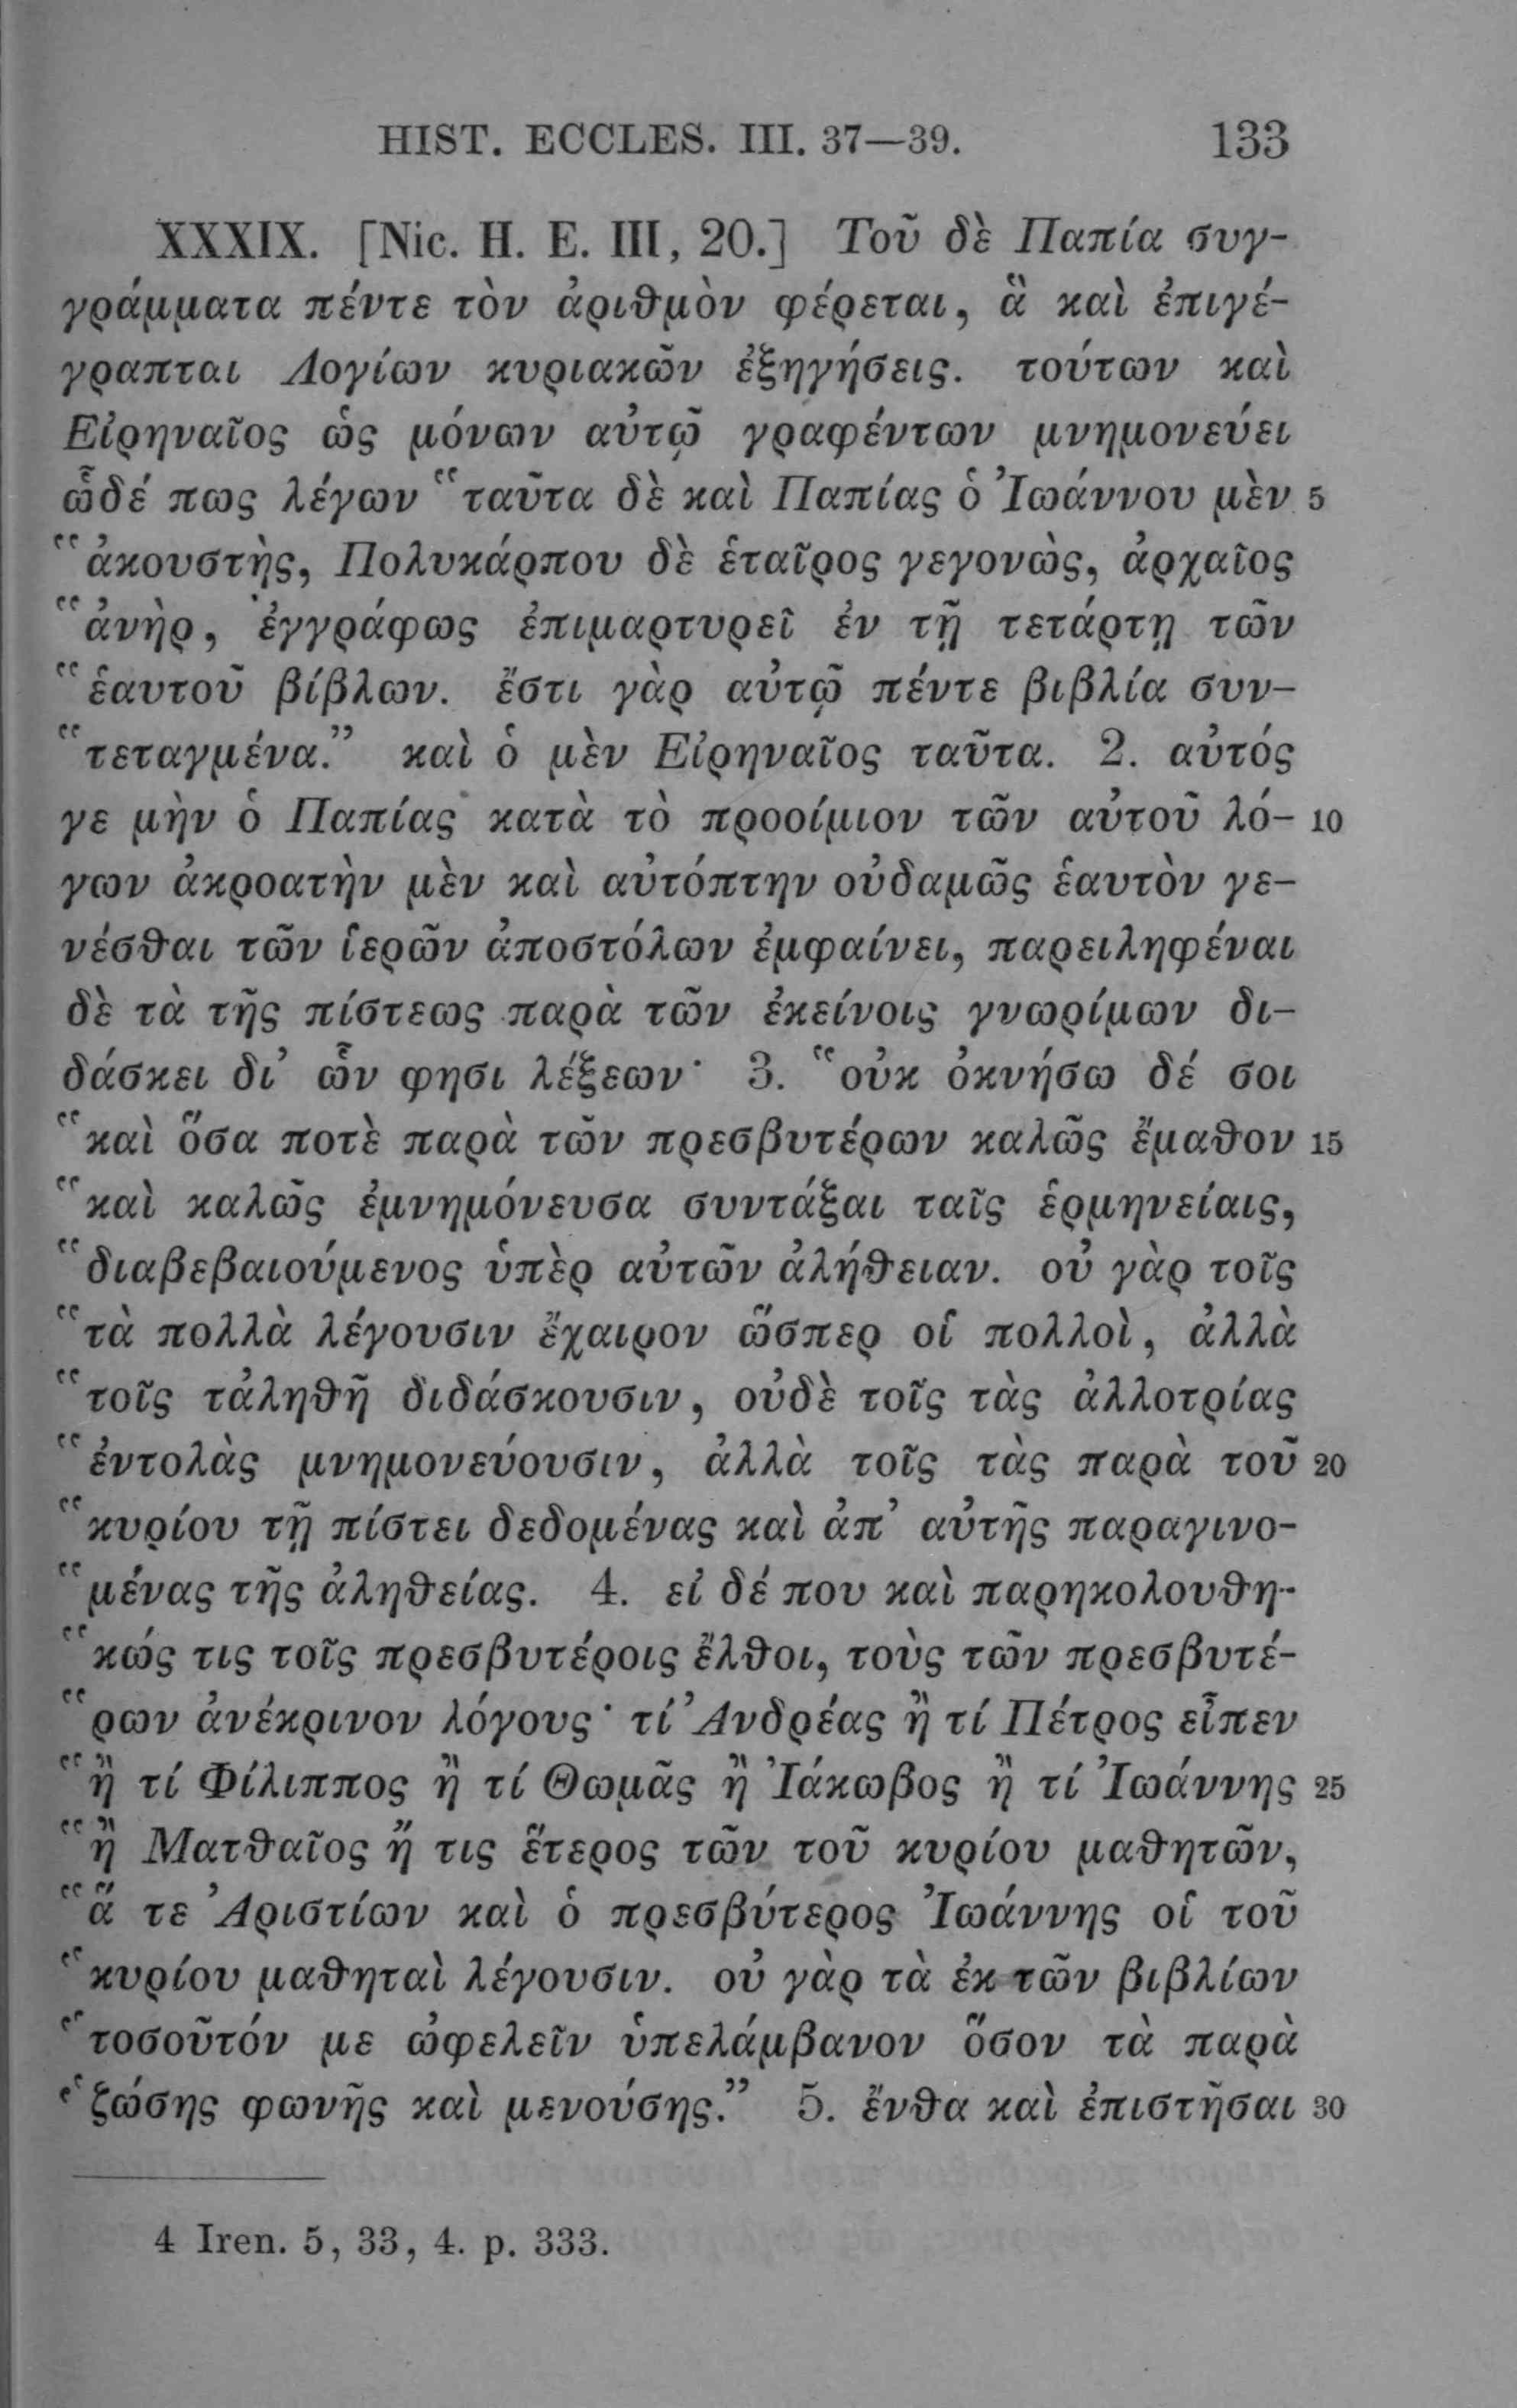 HIST. ECCLES. III. 37—39. 133
XXXIX. [Nic. H. E. III, 20.] Τοῦ δὲ Παπία συγ-
γράμματα πέντε τὸν ἀριθμὸν φέρεται, ἃ καὶ ἐπιγέ-
γραπται Λογίων κυριακῶν ἐξηγήσεις. τούτων καὶ
Εἰρηναῖος ὡς μόνων αὐτῷ γραφέντων μνημονεύει
ὧδέ πως λέγων “ταῦτα δὲ καὶ Παπίας ὁ Ἰωάννου μὲν 5
“ἀκουστὴς, Πολυκάρπου δὲ ἑταῖρος γεγονὼς, ἀρχαῖος
“ἀνὴρ, ἐγγράφως ἐπιμαρτυρεῖ ἐν τῇ τετάρτῃ τῶν
“ἑαυτοῦ βίβλων. ἔστι γὰρ αὐτῷ πέντε βιβλία συν-
“τεταγμένα.” καὶ ὁ μὲν Εἰρηναῖος ταῦτα. 2. αὐτός
γε μὴν ὁ Παπίας κατὰ τὸ προοίμιον τῶν αὐτοῦ λό- 10
γων ἀκροατὴν μὲν καὶ αὐτόπτην οὐδαμῶς ἑαυτὸν γε-
νέσθαι τῶν ἱερῶν ἀποστόλων ἐμφαίνει, παρειληφέναι
δὲ τὰ τῆς πίστεως παρὰ τῶν ἐκείνοις γνωρίμων δι-
δάσκει δι’ ὧν φησι λέξεων· 3. “οὐκ ὀκνήσω δέ σοι
“καὶ ὅσα ποτὲ παρὰ τῶν πρεσβυτέρων καλῶς ἔμαθον 15
“καὶ καλῶς ἐμνημόνευσα συντάξαι ταῖς ἑρμηνείαις,
“διαβεβαιούμενος ὑπὲρ αὐτῶν ἀλήθειαν. οὐ γὰρ τοῖς
“τὰ πολλὰ λέγουσιν ἔχαιρον ὥσπερ οἱ πολλοὶ, ἀλλὰ
“τοῖς τἀληθῆ διδάσκουσιν, οὐδὲ τοῖς τὰς ἀλλοτρίας
“ἐντολὰς μνημονεύουσιν, ἀλλὰ τοῖς τὰς παρὰ τοῦ 20
“κυρίου τῇ πίστει δεδομένας καὶ ἀπ’ αὐτῆς παραγινο-
“μένας τῆς ἀληθείας. 4. εἰ δέ που καὶ παρηκολουθη-
“κώς τις τοῖς πρεσβυτέροις ἔλθοι, τοὺς τῶν πρεσβυτέ-
“ρων ἀνέκρινον λόγους· τί Ἀνδρέας ἢ τί Πέτρος εἶπεν
“ἢ τί Φίλιππος ἢ τί Θωμᾶς ἢ Ἰάκωβος ἢ τί Ἰωάννης 25
“ἢ Ματθαῖος ἤ τις ἕτερος τῶν τοῦ κυρίου μαθητῶν,
“ἅ τε Ἀριστίων καὶ ὁ πρεσβύτερος Ἰωάννης οἱ τοῦ
“κυρίου μαθηταὶ λέγουσιν. οὐ γὰρ τὰ ἐκ τῶν βιβλίων
“τοσοῦτόν με ὠφελεῖν ὑπελάμβανον ὅσον τὰ παρὰ
“ζώσης φωνῆς καὶ μενούσης.” 5. ἔνθα καὶ ἐπιστῆσαι 30
4 Iren. 5, 33, 4. p. 333.